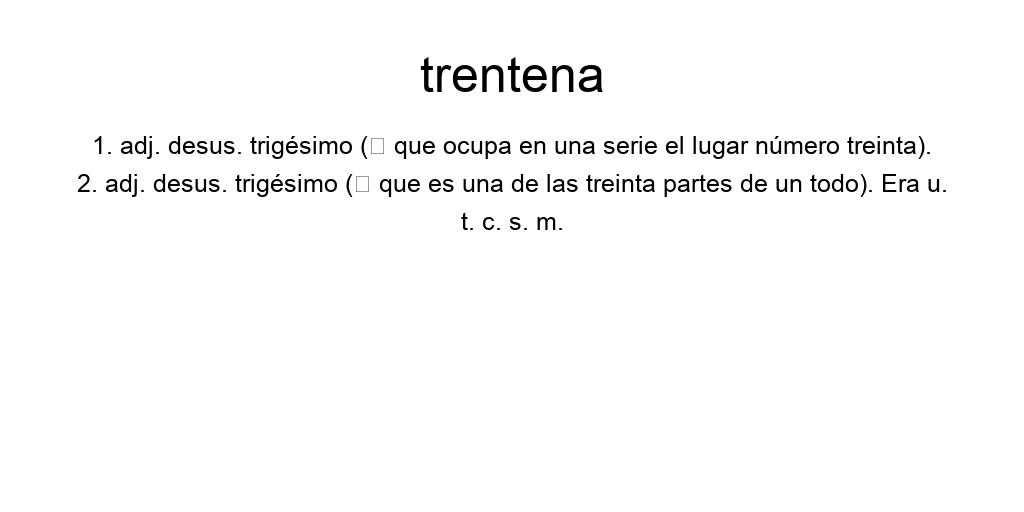 trentena
1. adj. desus. trigésimo (□ que ocupa en una serie el lugar número treinta).
2. adj. desus. trigésimo (□ que es una de las treinta partes de un todo). Era u.
t. c. s. m.